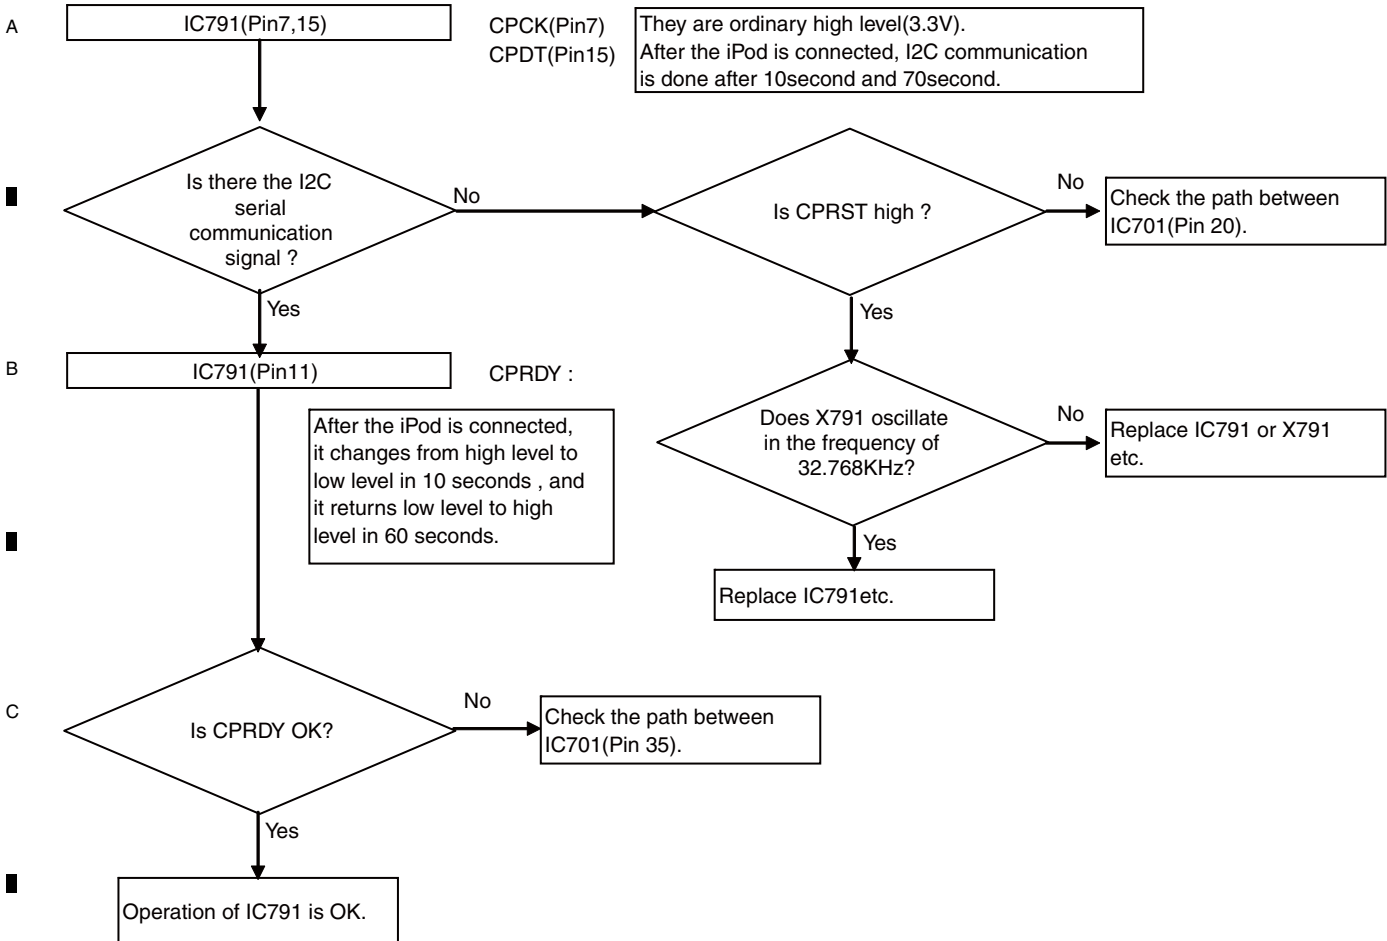 A
IC791(Pin7,15)
CPCK(Pin7)
CPDT(Pin15)
They are ordinary high level(3.3V).
After the iPod is connected, I2C communication
is done after 10second and 70second.
Is there the I2C
serial
communication
signal ?
No
Is CPRST high ?
No
Check the path between
IC701(Pin 20).
Yes
Yes
B
IC791(Pin11)
CPRDY :
After the iPod is connected,
it changes from high level to
low level in 10 seconds , and
it returns low level to high
level in 60 seconds.
Does X791 oscillate
in the frequency of
32.768KHz?
No
Replace IC791 or X791
etc.
Yes
Replace IC791etc.
C
Is CPRDY OK?
No
Check the path between
IC701(Pin 35).
Yes
Operation of IC791 is OK.